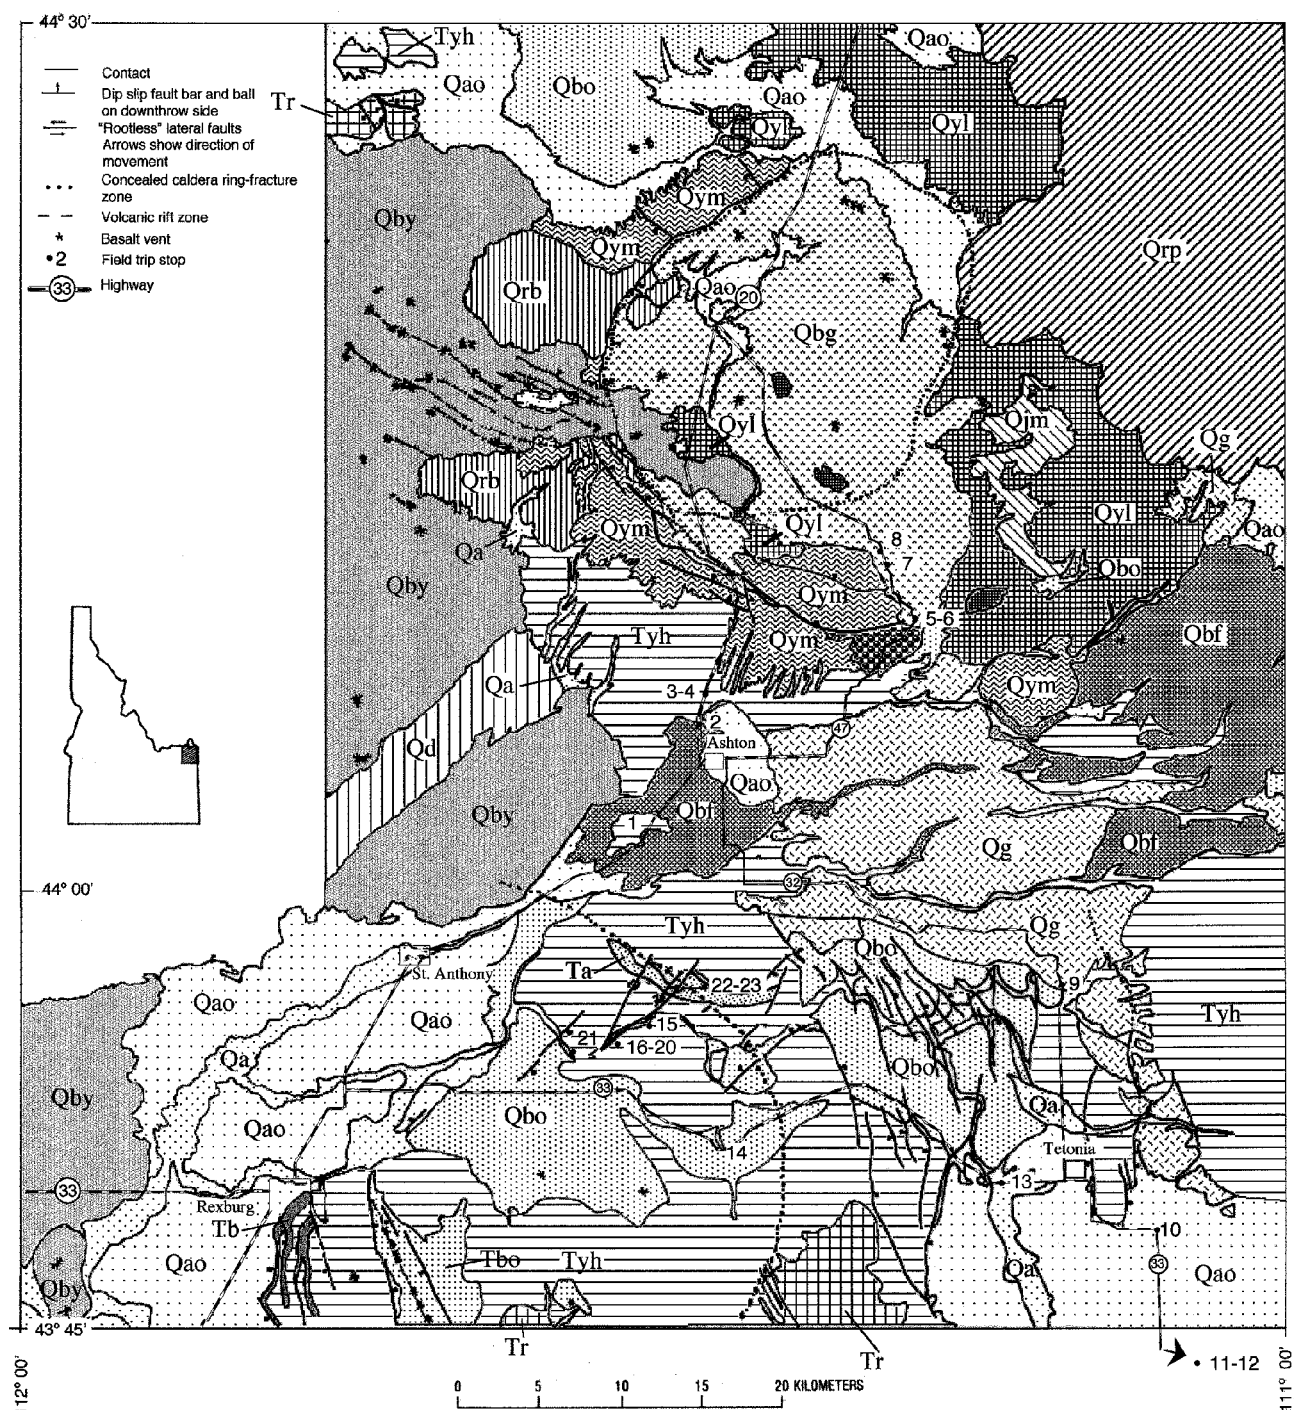 44° 30'
Contact
Dip slip fault bar and ball
on downthrow side
"Rootless" lateral faults
Arrows show direction of
movement
Concealed caldera ring-fracture
zone
Volcanic rift zone
Basalt vent
2 Field trip stop
33 Highway
Tyh
Qao
Tr
Qao
Qbo
Qao
Qyl
Qyl
Qby
Qym
Qym
Qrp
Qrb
Qao
20
Qbg
Qyl
Qjm
Qg
Qrb
Qym
Qyl
Qyl
Qao
Qa
8
7
Qby
Qbo
Qym
5-6
Tyh
Qym
Qbf
Qa
3-4
Qym
2
47
Qd
Ashton
Qao
Qby
Qbf
1
Qg
Qbf
44° 00'
32
Tyh
Qg
Qbo
St. Anthony
Ta
22-23
9
Qao
Qao
15
Tyh
21
16-20
Qa
Qbo
Qby
33
Qbo
Qa
Qao
14
Tetonia
33
13
Rexburg
Tb
10
Qao
Tbo
Tyh
33
Qa
Qao
Qby
43° 45'
Tr
Tr
11-12
112° 00'
111° 00'
0 5 10 15 20 KILOMETERS